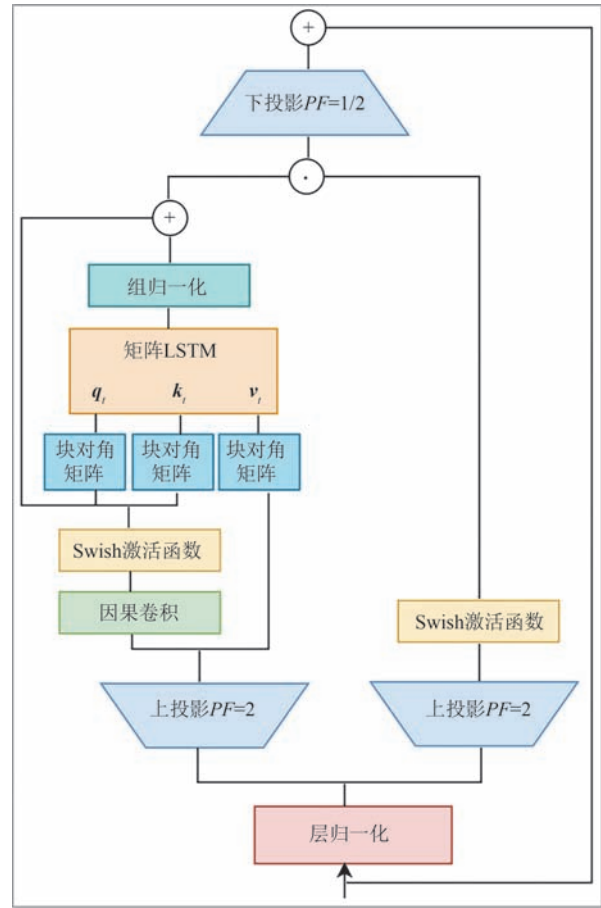 +
下投影PF=1/2
·
+
组归一化
矩阵LSTM
qt kt vt
块对角
矩阵
块对角
矩阵
块对角
矩阵
Swish激活函数
因果卷积
Swish激活函数
上投影PF=2
上投影PF=2
层归一化